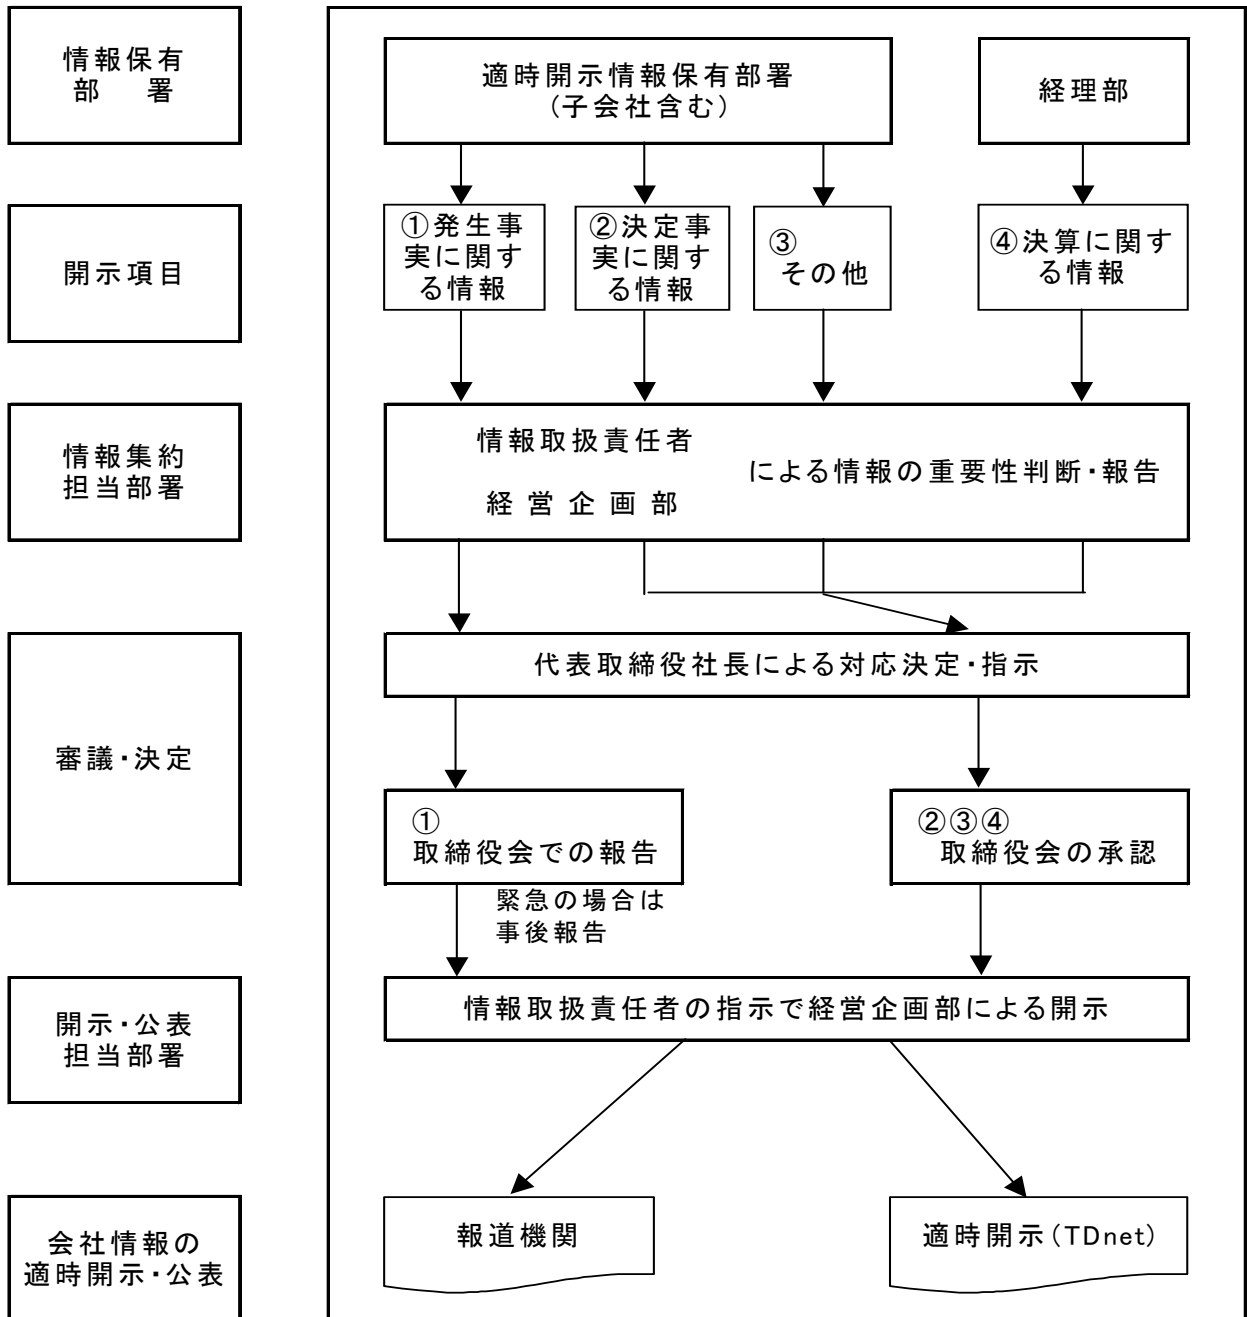 情報保有
部　署
適時開示情報保有部署
(子会社含む)
経理部
開示項目
①発生事
実に関す
る情報
②決定事
実に関す
る情報
③
その他
④決算に関す
る情報
情報集約
担当部署
情報取扱責任者
経営企画部
による情報の重要性判断・報告
審議・決定
代表取締役社長による対応決定・指示
①
取締役会での報告
②③④
取締役会の承認
緊急の場合は
事後報告
開示・公表
担当部署
情報取扱責任者の指示で経営企画部による開示
会社情報の
適時開示・公表
報道機関
適時開示(TDnet)